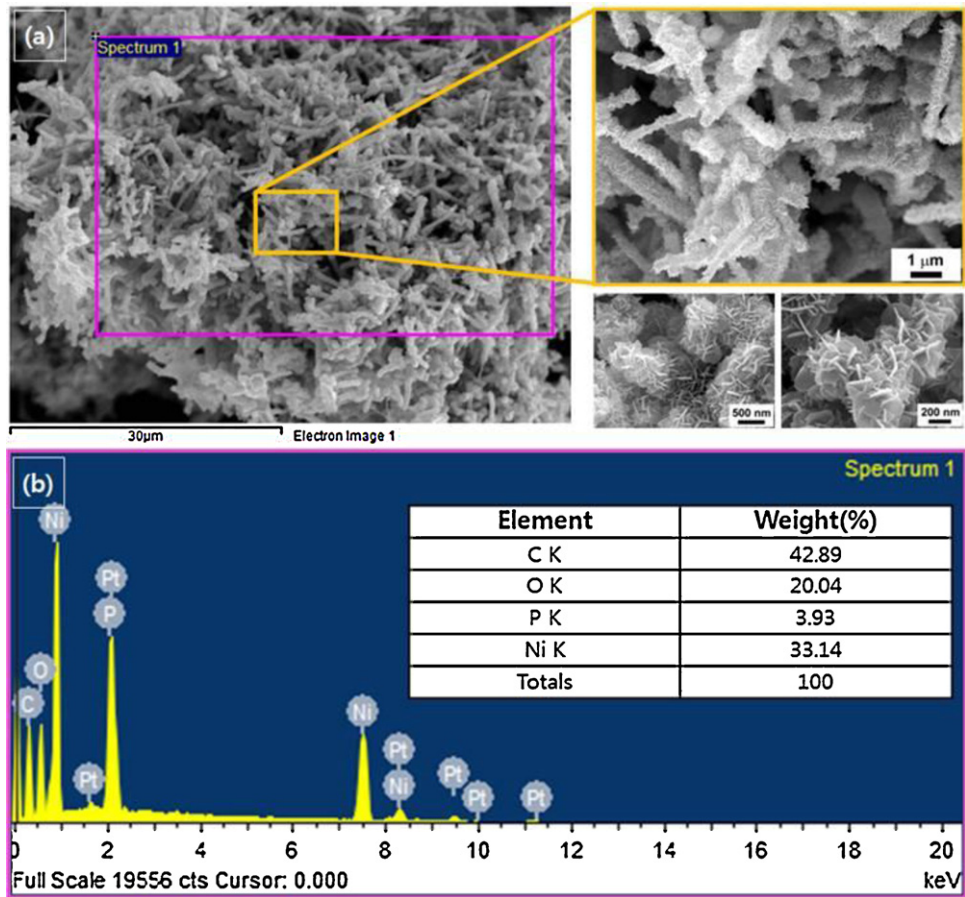 (a)
Spectrum 1
1 μm
500 nm
200 nm
30μm
Electron Image 1
(b)
Spectrum 1
Ni
Pt
P
O
C
Pt
Ni
Pt
Ni
Pt
Pt
Pt
Element Weight(%)
C K 42.89
O K 20.04
P K 3.93
Ni K 33.14
Totals 100
0 2 4 6 8 10 12 14 16 18 20
Full Scale 19556 cts Cursor: 0.000 keV